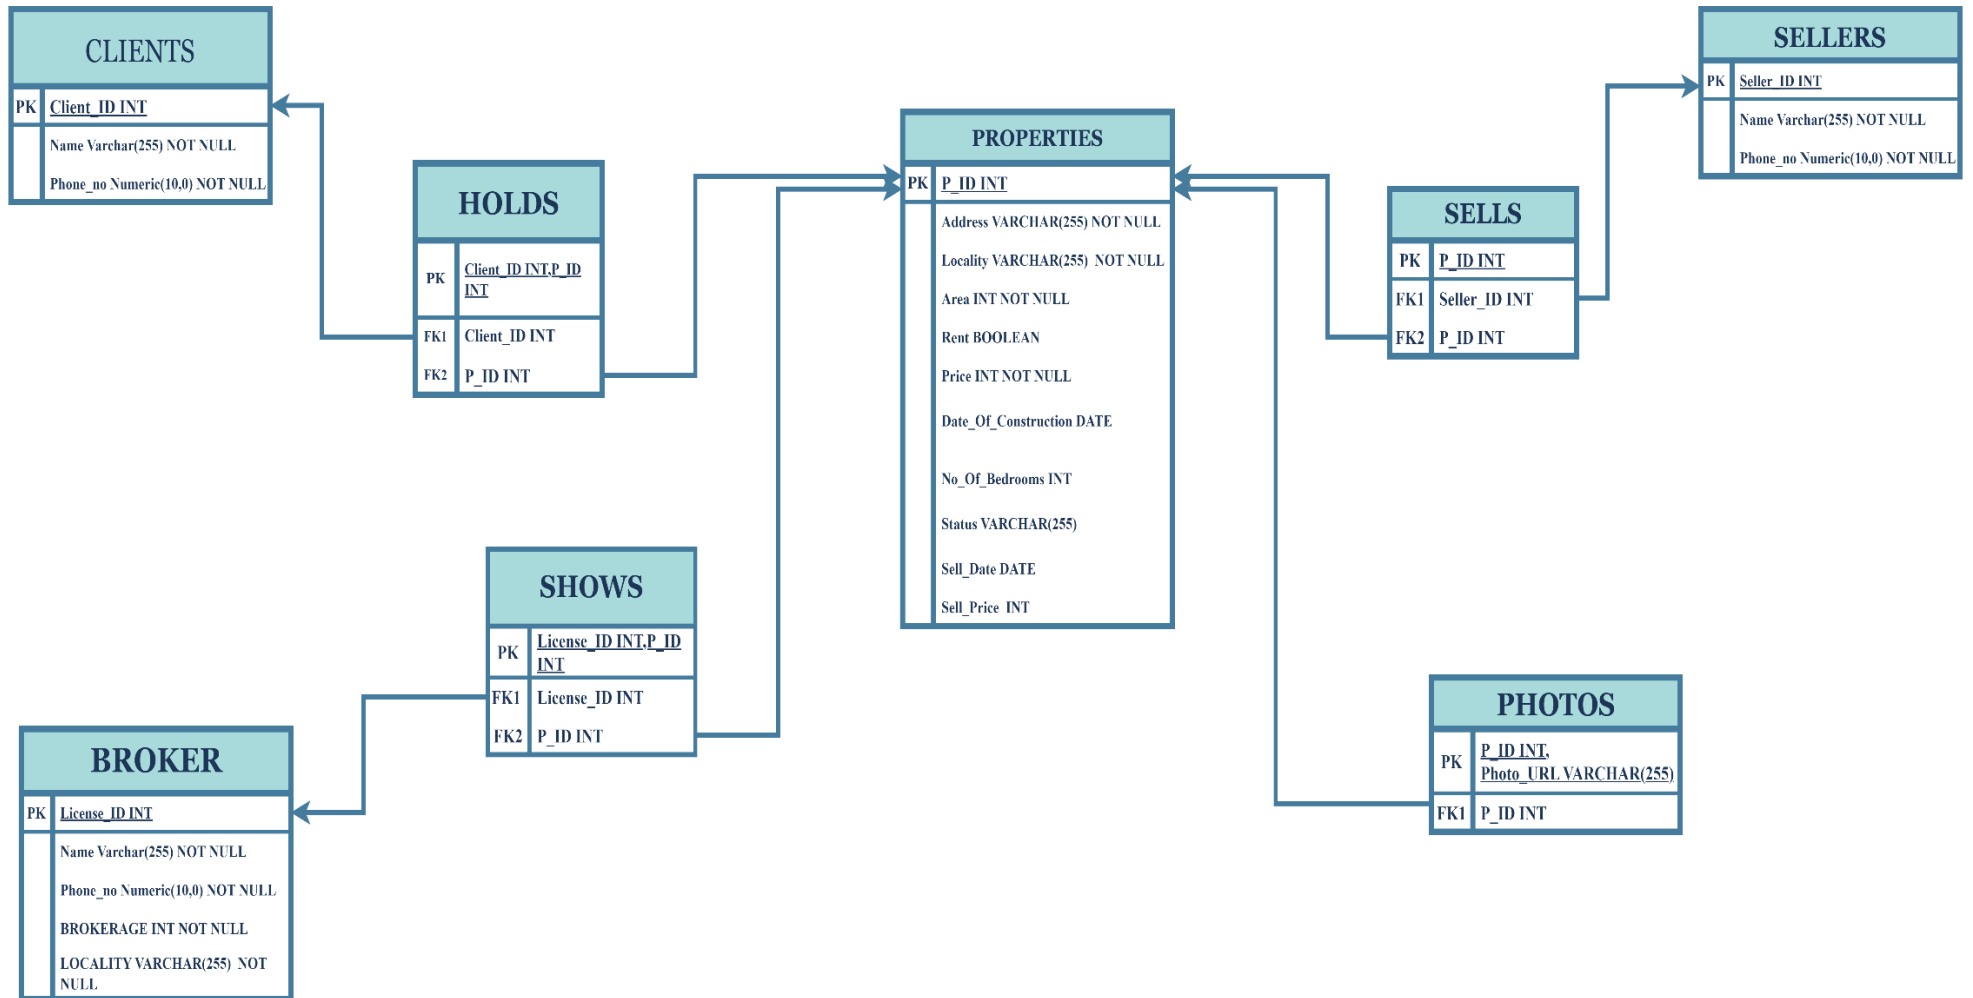 CLIENTS
PK Client_ID INT
Name Varchar(255) NOT NULL
Phone_no Numeric(10,0) NOT NULL
HOLDS
PK Client_ID INT,P_ID
INT
FK1 Client_ID INT
FK2 P_ID INT
SHOWS
PK License_ID INT,P_ID
INT
FK1 License_ID INT
FK2 P_ID INT
BROKER
PK License_ID INT
Name Varchar(255) NOT NULL
Phone_no Numeric(10,0) NOT NULL
BROKERAGE INT NOT NULL
LOCALITY VARCHAR(255) NOT
NULL
PROPERTIES
PK P_ID INT
Address VARCHAR(255) NOT NULL
Locality VARCHAR(255) NOT NULL
Area INT NOT NULL
Rent BOOLEAN
Price INT NOT NULL
Date_Of_Construction DATE
No_Of_Bedrooms INT
Status VARCHAR(255)
Sell_Date DATE
Sell_Price INT
SELLERS
PK Seller_ID INT
Name Varchar(255) NOT NULL
Phone_no Numeric(10,0) NOT NULL
SELLS
PK P_ID INT
FK1 Seller_ID INT
FK2 P_ID INT
PHOTOS
PK P_ID INT,
Photo_URL VARCHAR(255)
FK1 P_ID INT